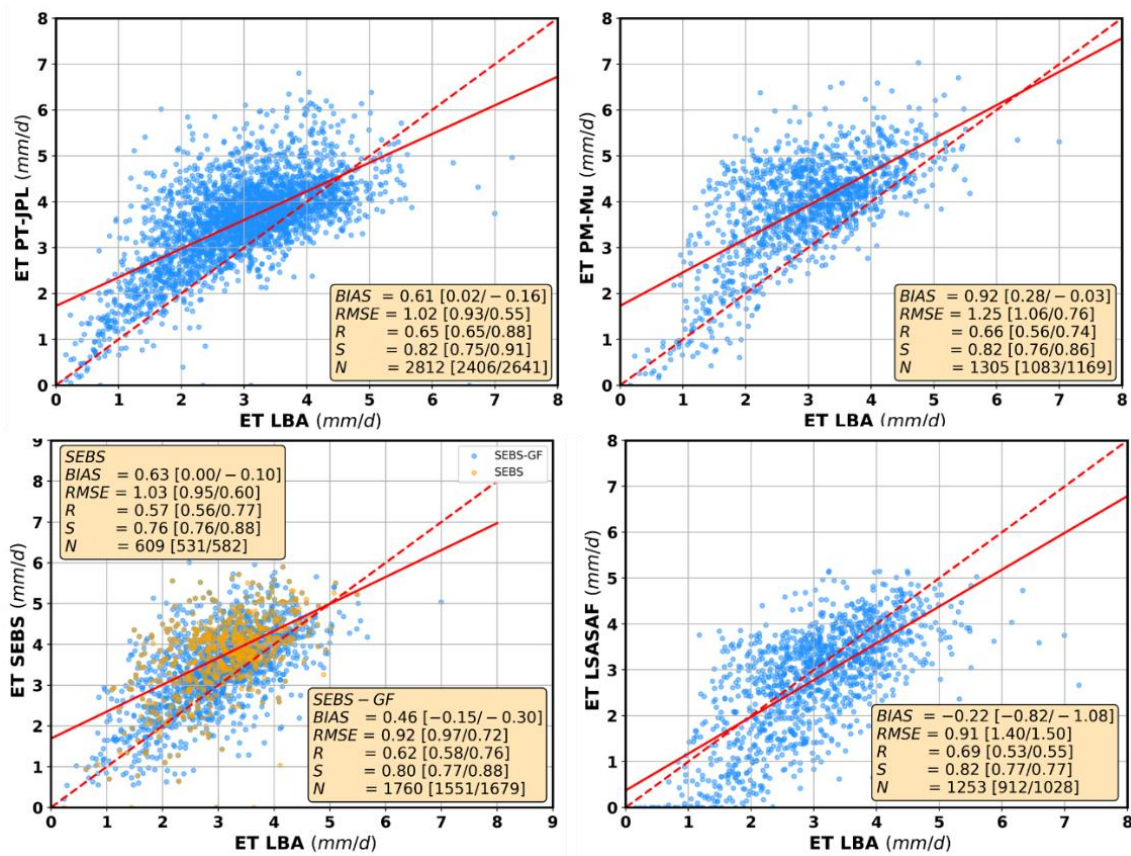 8
7
6
5
4
3
2
1
0
ET PT-JPL (mm/d)
BIAS = 0.61 [0.02/−0.16]
RMSE = 1.02 [0.93/0.55]
R = 0.65 [0.65/0.88]
S = 0.82 [0.75/0.91]
N = 2812 [2406/2641]
0 1 2 3 4 5 6 7 8
ET LBA (mm/d)
8
7
6
5
4
3
2
1
0
ET PM-Mu (mm/d)
BIAS = 0.92 [0.28/−0.03]
RMSE = 1.25 [1.06/0.76]
R = 0.66 [0.56/0.74]
S = 0.82 [0.76/0.86]
N = 1305 [1083/1169]
0 1 2 3 4 5 6 7 8
ET LBA (mm/d)
9
8
7
6
5
4
3
2
1
0
ET SEBS (mm/d)
SEBS
BIAS = 0.63 [0.00/−0.10]
RMSE = 1.03 [0.95/0.60]
R = 0.57 [0.56/0.77]
S = 0.76 [0.76/0.88]
N = 609 [531/582]
SEBS-GF
SEBS
SEBS − GF
BIAS = 0.46 [−0.15/−0.30]
RMSE = 0.92 [0.97/0.72]
R = 0.62 [0.58/0.76]
S = 0.80 [0.77/0.88]
N = 1760 [1551/1679]
0 1 2 3 4 5 6 7 8 9
ET LBA (mm/d)
8
7
6
5
4
3
2
1
0
ET LSASAF (mm/d)
BIAS = −0.22 [−0.82/−1.08]
RMSE = 0.91 [1.40/1.50]
R = 0.69 [0.53/0.55]
S = 0.82 [0.77/0.77]
N = 1253 [912/1028]
0 1 2 3 4 5 6 7 8
ET LBA (mm/d)